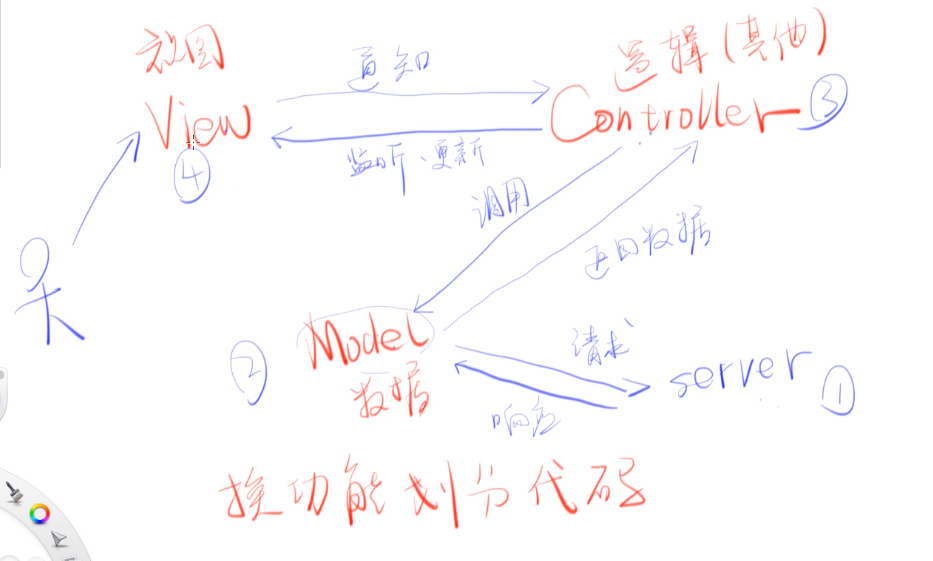 视图
通知
逻辑(其他)
View
Controller
③
监听、更新
④
调用
返回数据
Model
请求
②
数据
server
①
响应
按功能划分代码